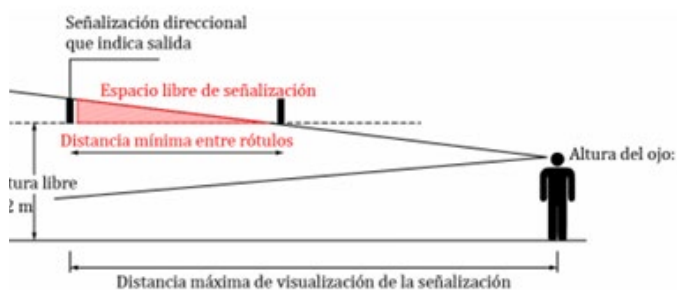 Señalización direccional
que indica salida
Espacio libre de señalización
Distancia mínima entre rótulos
Altura del ojo:
tura libre
2 m
Distancia máxima de visualización de la señalización